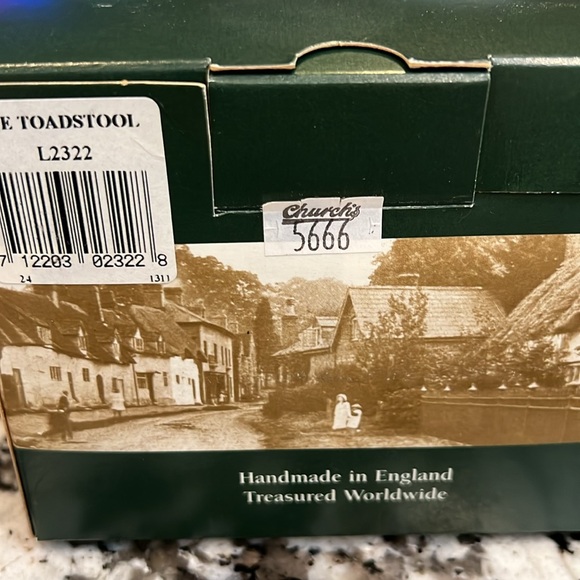 E TOADSTOOL
L2322
7 12203 02322 8
24 1311
Church's
5666
Handmade in England
Treasured Worldwide